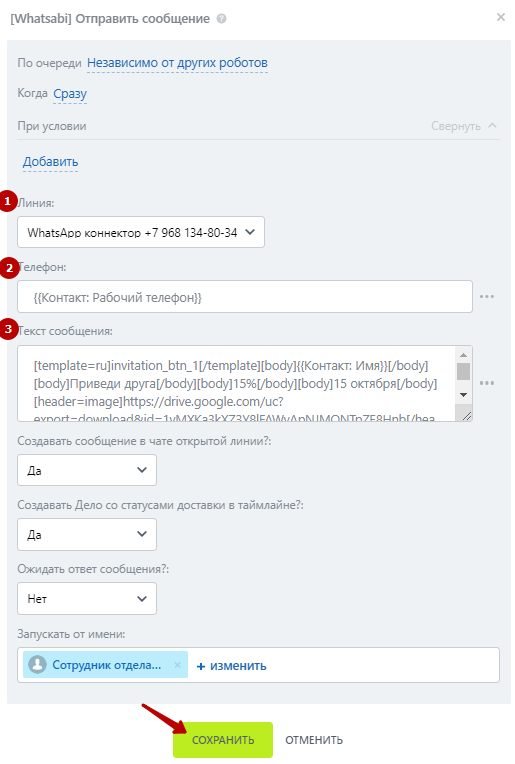 [Whatsabi] Отправить сообщение ?
По очереди Независимо от других роботов
Когда Сразу
При условии Свернуть
Добавить
1 Линия:
WhatsApp коннектор +7 968 134-80-34
2 Телефон:
{{Контакт: Рабочий телефон}}
3 Текст сообщения:
[template=ru]invitation_btn_1[/template][body]{{Контакт: Имя}}[/body]
[body]Приведи друга[/body][body]15%[/body][body]15 октября[/body]
[header=image]https://drive.google.com/uc?
Создавать сообщение в чате открытой линии?:
Да
Создавать Дело со статусами доставки в таймлайне?:
Да
Ожидать ответ сообщения?:
Нет
Запускать от имени:
Сотрудник отдела... × + изменить
СОХРАНИТЬ ОТМЕНИТЬ